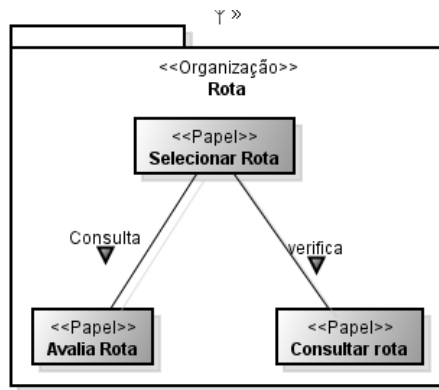 <<Organização>>
Rota
<<Papel>>
Selecionar Rota
Consulta
verifica
<<Papel>>
Avalia Rota
<<Papel>>
Consultar rota